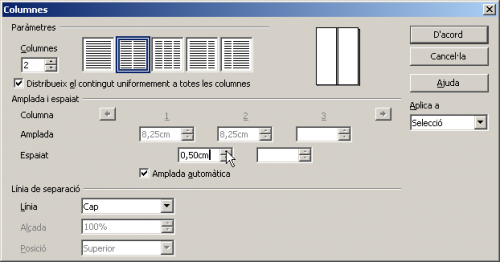 Columnes
Paràmetres
Columnes
2
Distribueix el contingut uniformement a totes les columnes
D'acord
Cancel·la
Ajuda
Aplica a
Selecció
Amplada i espaiat
Columna 1 2 3
Amplada 8,25cm 8,25cm
Espaiat 0,50cm
Amplada automàtica
Línia de separació
Línia Cap
Alçada 100%
Posició Superior